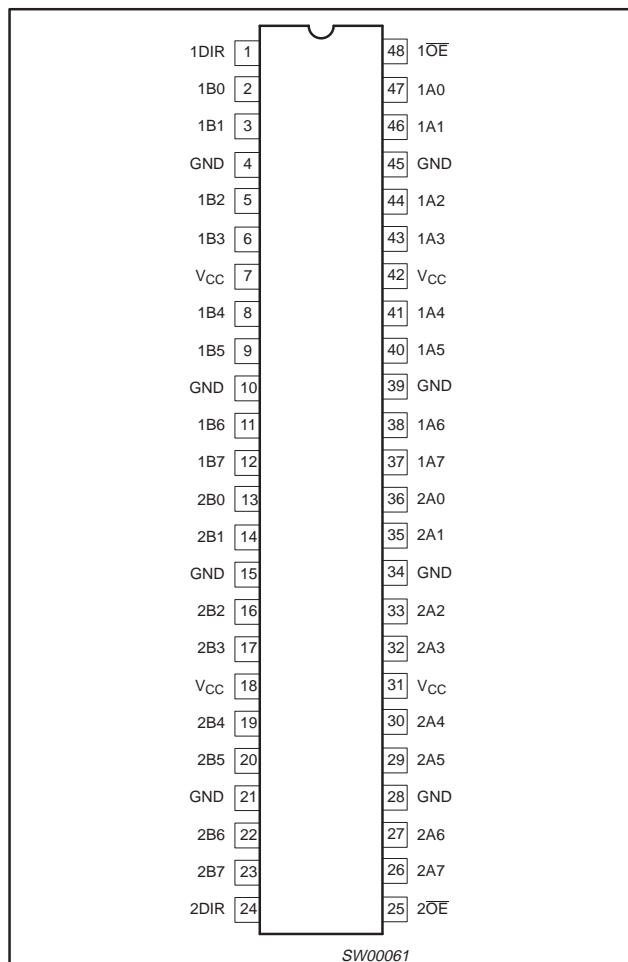 1DIR 1 48 1O̅E̅
1B0 2 47 1A0
1B1 3 46 1A1
GND 4 45 GND
1B2 5 44 1A2
1B3 6 43 1A3
VCC 7 42 VCC
1B4 8 41 1A4
1B5 9 40 1A5
GND 10 39 GND
1B6 11 38 1A6
1B7 12 37 1A7
2B0 13 36 2A0
2B1 14 35 2A1
GND 15 34 GND
2B2 16 33 2A2
2B3 17 32 2A3
VCC 18 31 VCC
2B4 19 30 2A4
2B5 20 29 2A5
GND 21 28 GND
2B6 22 27 2A6
2B7 23 26 2A7
2DIR 24 25 2O̅E̅
SW00061